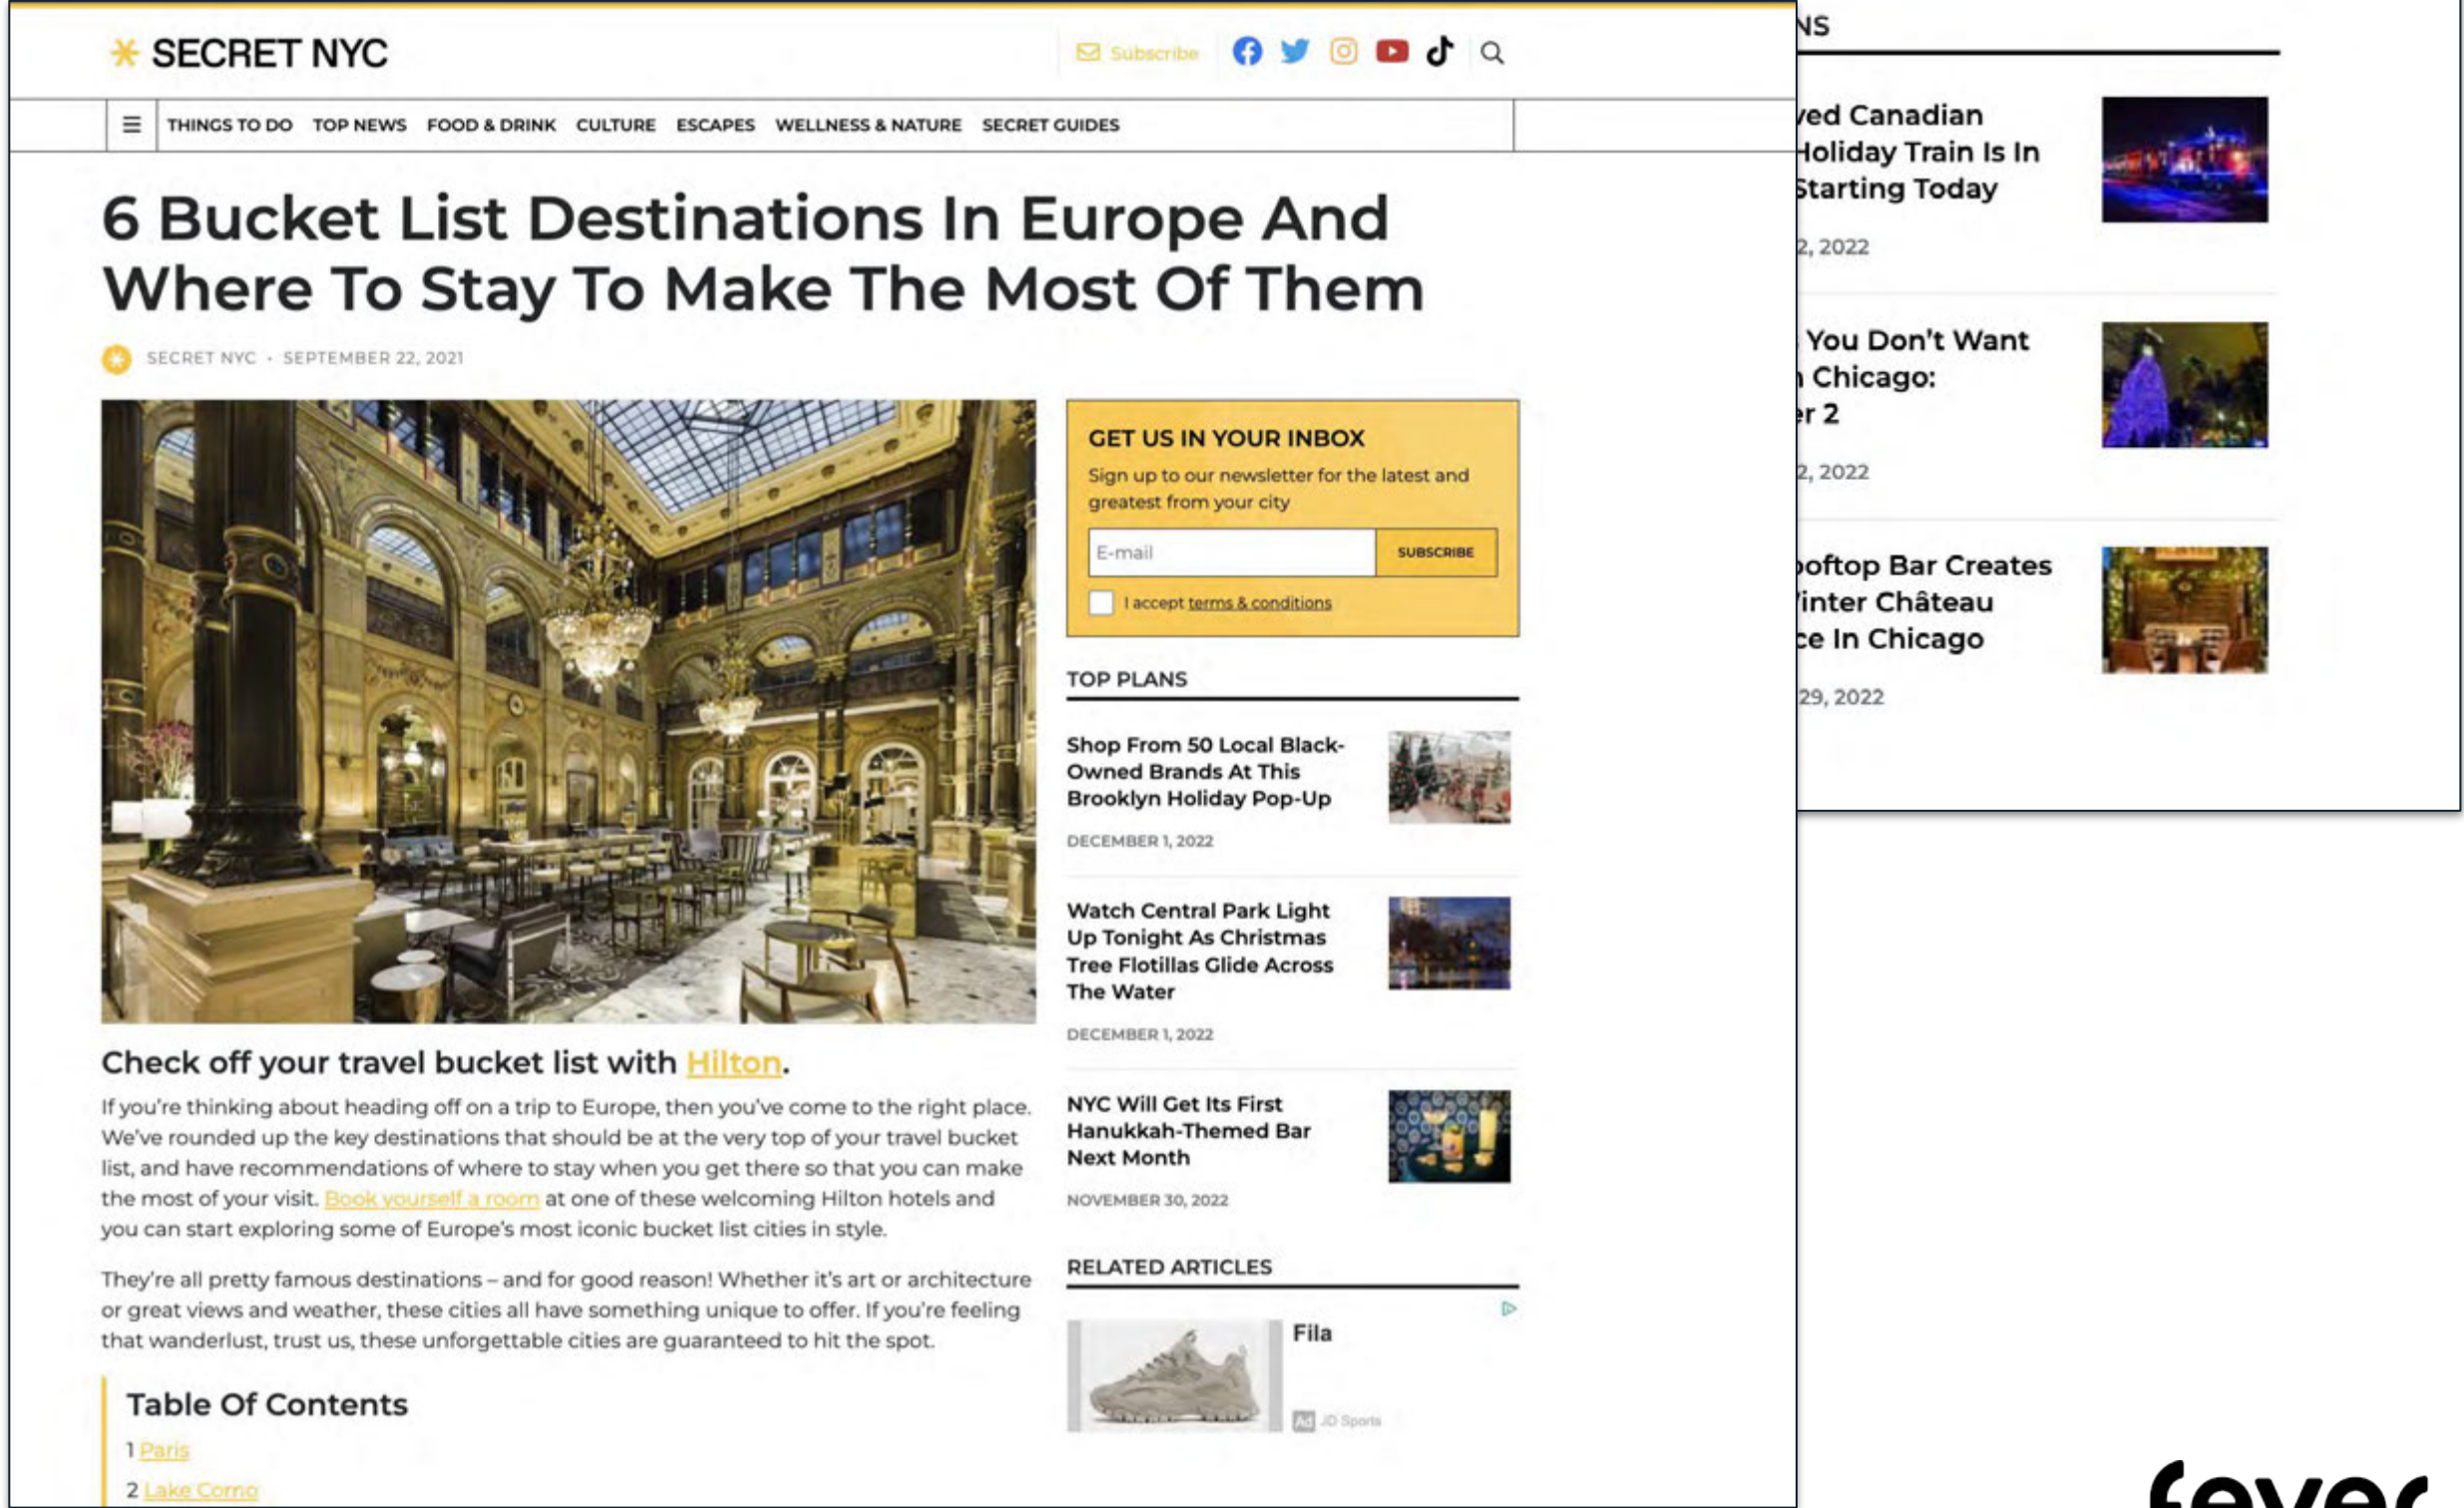 SECRET NYC
Subscribe
THINGS TO DO TOP NEWS FOOD & DRINK CULTURE ESCAPES WELLNESS & NATURE SECRET GUIDES
6 Bucket List Destinations In Europe And
Where To Stay To Make The Most Of Them
SECRET NYC • SEPTEMBER 22, 2021
Check off your travel bucket list with Hilton.
If you're thinking about heading off on a trip to Europe, then you've come to the right place.
We've rounded up the key destinations that should be at the very top of your travel bucket
list, and have recommendations of where to stay when you get there so that you can make
the most of your visit. Book yourself a room at one of these welcoming Hilton hotels and
you can start exploring some of Europe's most iconic bucket list cities in style.
They're all pretty famous destinations – and for good reason! Whether it's art or architecture
or great views and weather, these cities all have something unique to offer. If you're feeling
that wanderlust, trust us, these unforgettable cities are guaranteed to hit the spot.
Table Of Contents
1 Paris
2 Lake Como
GET US IN YOUR INBOX
Sign up to our newsletter for the latest and
greatest from your city
E-mail
SUBSCRIBE
I accept terms & conditions
TOP PLANS
Shop From 50 Local Black-
Owned Brands At This
Brooklyn Holiday Pop-Up
DECEMBER 1, 2022
Watch Central Park Light
Up Tonight As Christmas
Tree Flotillas Glide Across
The Water
DECEMBER 1, 2022
NYC Will Get Its First
Hanukkah-Themed Bar
Next Month
NOVEMBER 30, 2022
RELATED ARTICLES
Fila
Ad JD Sports
NS
ved Canadian
Holiday Train Is In
Starting Today
2, 2022
You Don't Want
Chicago:
er 2
2, 2022
ooftop Bar Creates
inter Château
ce In Chicago
29, 2022
fever